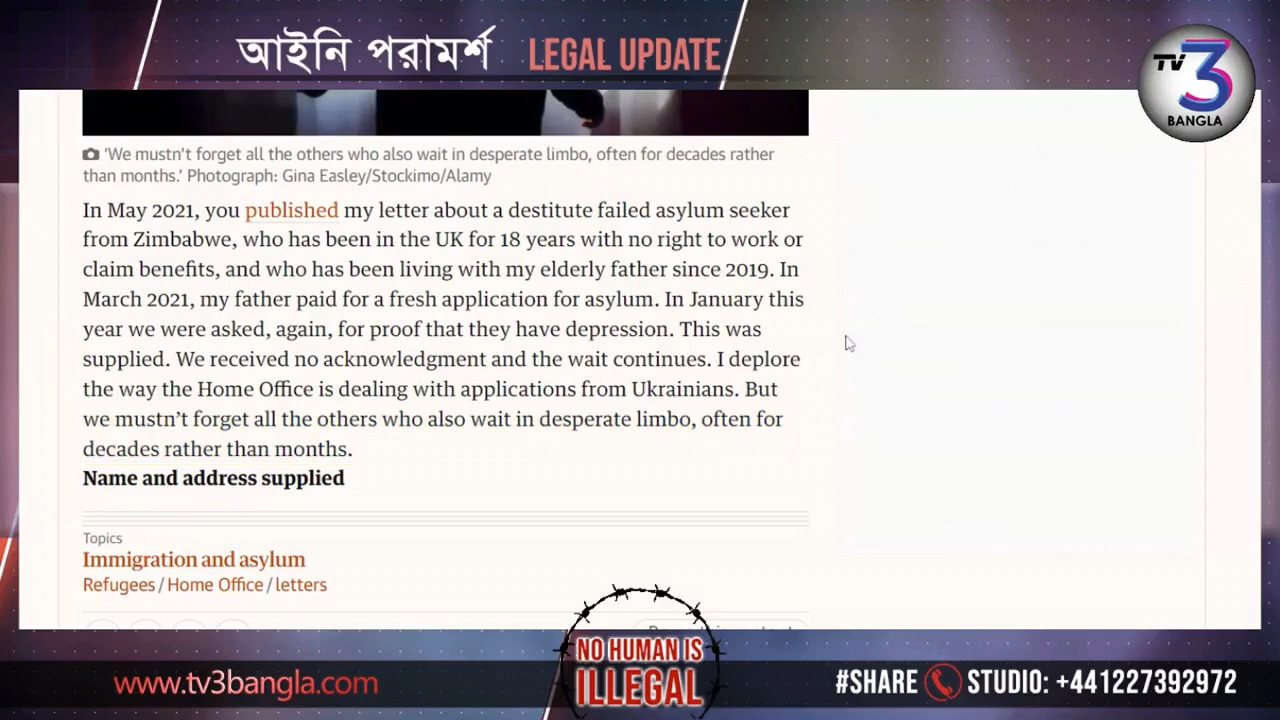 আইনি পরামর্শ LEGAL UPDATE
TV 3 BANGLA
'We mustn't forget all the others who also wait in desperate limbo, often for decades rather
than months.' Photograph: Gina Easley/Stockimo/Alamy
In May 2021, you published my letter about a destitute failed asylum seeker
from Zimbabwe, who has been in the UK for 18 years with no right to work or
claim benefits, and who has been living with my elderly father since 2019. In
March 2021, my father paid for a fresh application for asylum. In January this
year we were asked, again, for proof that they have depression. This was
supplied. We received no acknowledgment and the wait continues. I deplore
the way the Home Office is dealing with applications from Ukrainians. But
we mustn't forget all the others who also wait in desperate limbo, often for
decades rather than months.
Name and address supplied
Topics
Immigration and asylum
Refugees / Home Office / letters
NO HUMAN IS
ILLEGAL
www.tv3bangla.com
#SHARE STUDIO: +441227392972